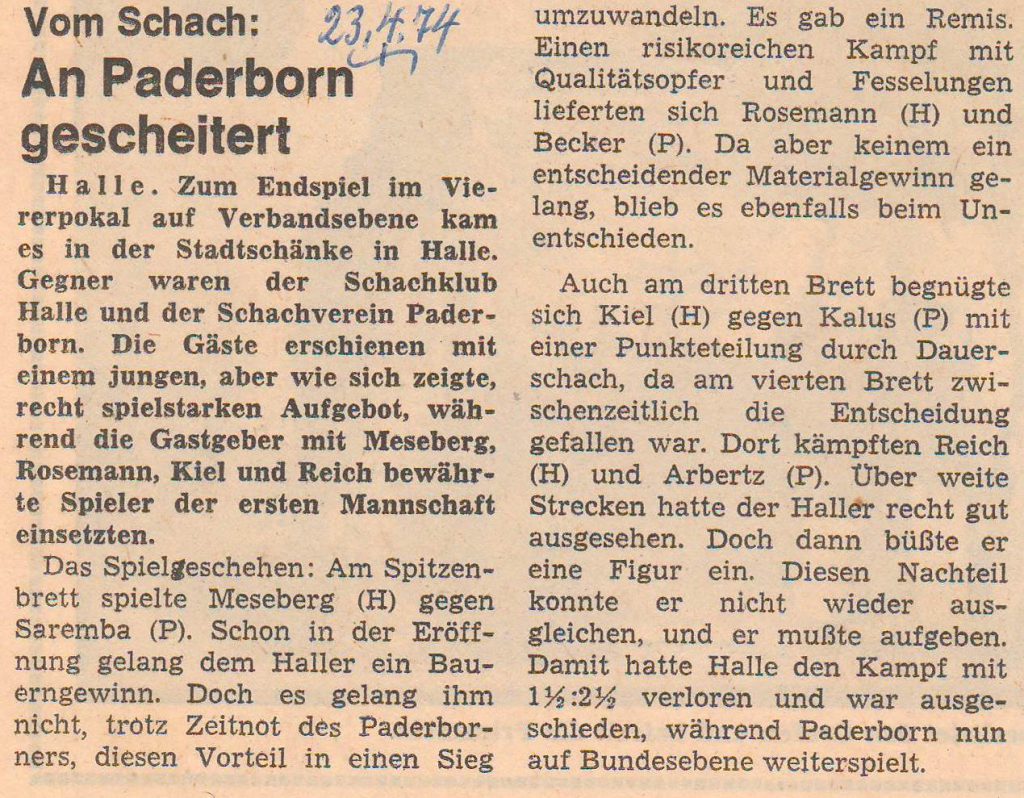 Vom Schach:
23.4.74
An Paderborn
gescheitert
Halle. Zum Endspiel im Vie-
rerpokal auf Verbandsebene kam
es in der Stadtschänke in Halle.
Gegner waren der Schachklub
Halle und der Schachverein Pader-
born. Die Gäste erschienen mit
einem jungen, aber wie sich zeigte,
recht spielstarken Aufgebot, wäh-
rend die Gastgeber mit Meseberg,
Rosemann, Kiel und Reich bewähr-
te Spieler der ersten Mannschaft
einsetzten.
Das Spielgeschehen: Am Spitzen-
brett spielte Meseberg (H) gegen
Saremba (P). Schon in der Eröff-
nung gelang dem Haller ein Bau-
erngewinn. Doch es gelang ihm
nicht, trotz Zeitnot des Paderbor-
ners, diesen Vorteil in einen Sieg
umzuwandeln. Es gab ein Remis.
Einen risikoreichen Kampf mit
Qualitätsopfer und Fesselungen
lieferten sich Rosemann (H) und
Becker (P). Da aber keinem ein
entscheidender Materialgewinn ge-
lang, blieb es ebenfalls beim Un-
entschieden.
Auch am dritten Brett begnügte
sich Kiel (H) gegen Kalus (P) mit
einer Punkteteilung durch Dauer-
schach, da am vierten Brett zwi-
schenzeitlich die Entscheidung
gefallen war. Dort kämpften Reich
(H) und Arbertz (P). Über weite
Strecken hatte der Haller recht gut
ausgesehen. Doch dann büßte er
eine Figur ein. Diesen Nachteil
konnte er nicht wieder aus-
gleichen, und er mußte aufgeben.
Damit hatte Halle den Kampf mit
1½:2½ verloren und war ausge-
schieden, während Paderborn nun
auf Bundesebene weiterspielt.